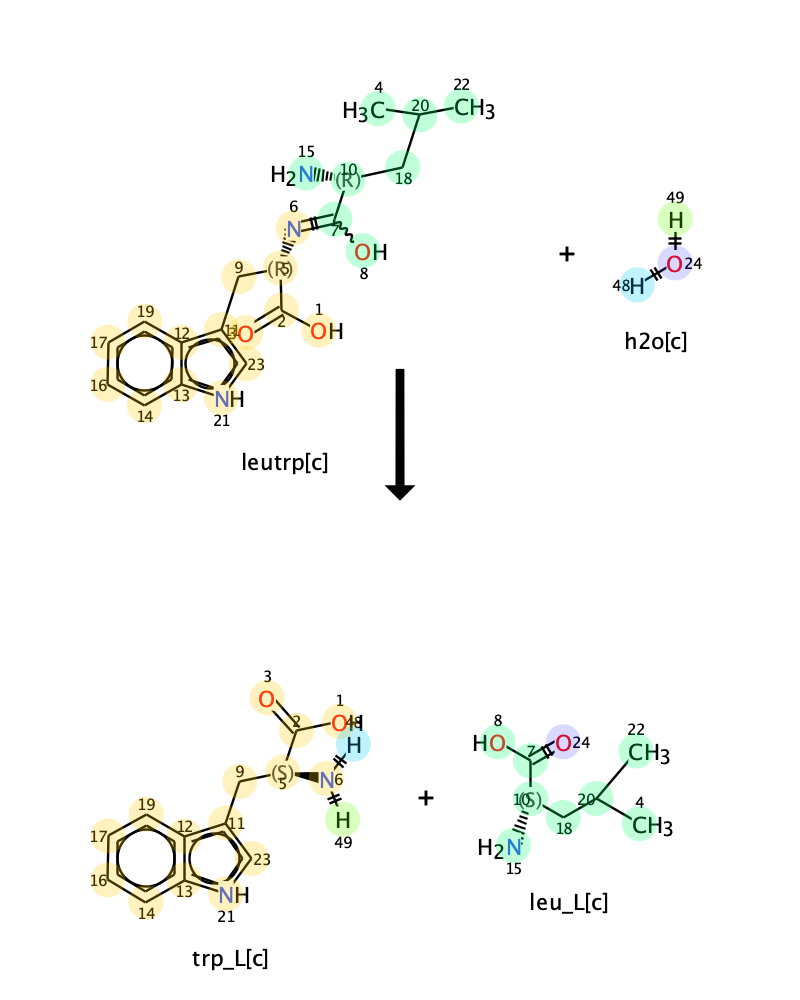 4
22
H₃C
20
CH₃
15
10
H₂N
(R)
18
6
N
7
OH
8
49
H
+
O
24
48
H
h2o[c]
9
(R)
5
1
2
OH
O
3
11
19
12
17
23
16
13
14
NH
21
leutrp[c]
3
O
1
2
OH
48
H
8
HO
O
24
7
22
CH₃
9
(S)
5
N
6
H
49
+
10
(S)
20
4
CH₃
18
H₂N
15
19
11
12
17
23
16
13
14
NH
21
leu_L[c]
trp_L[c]